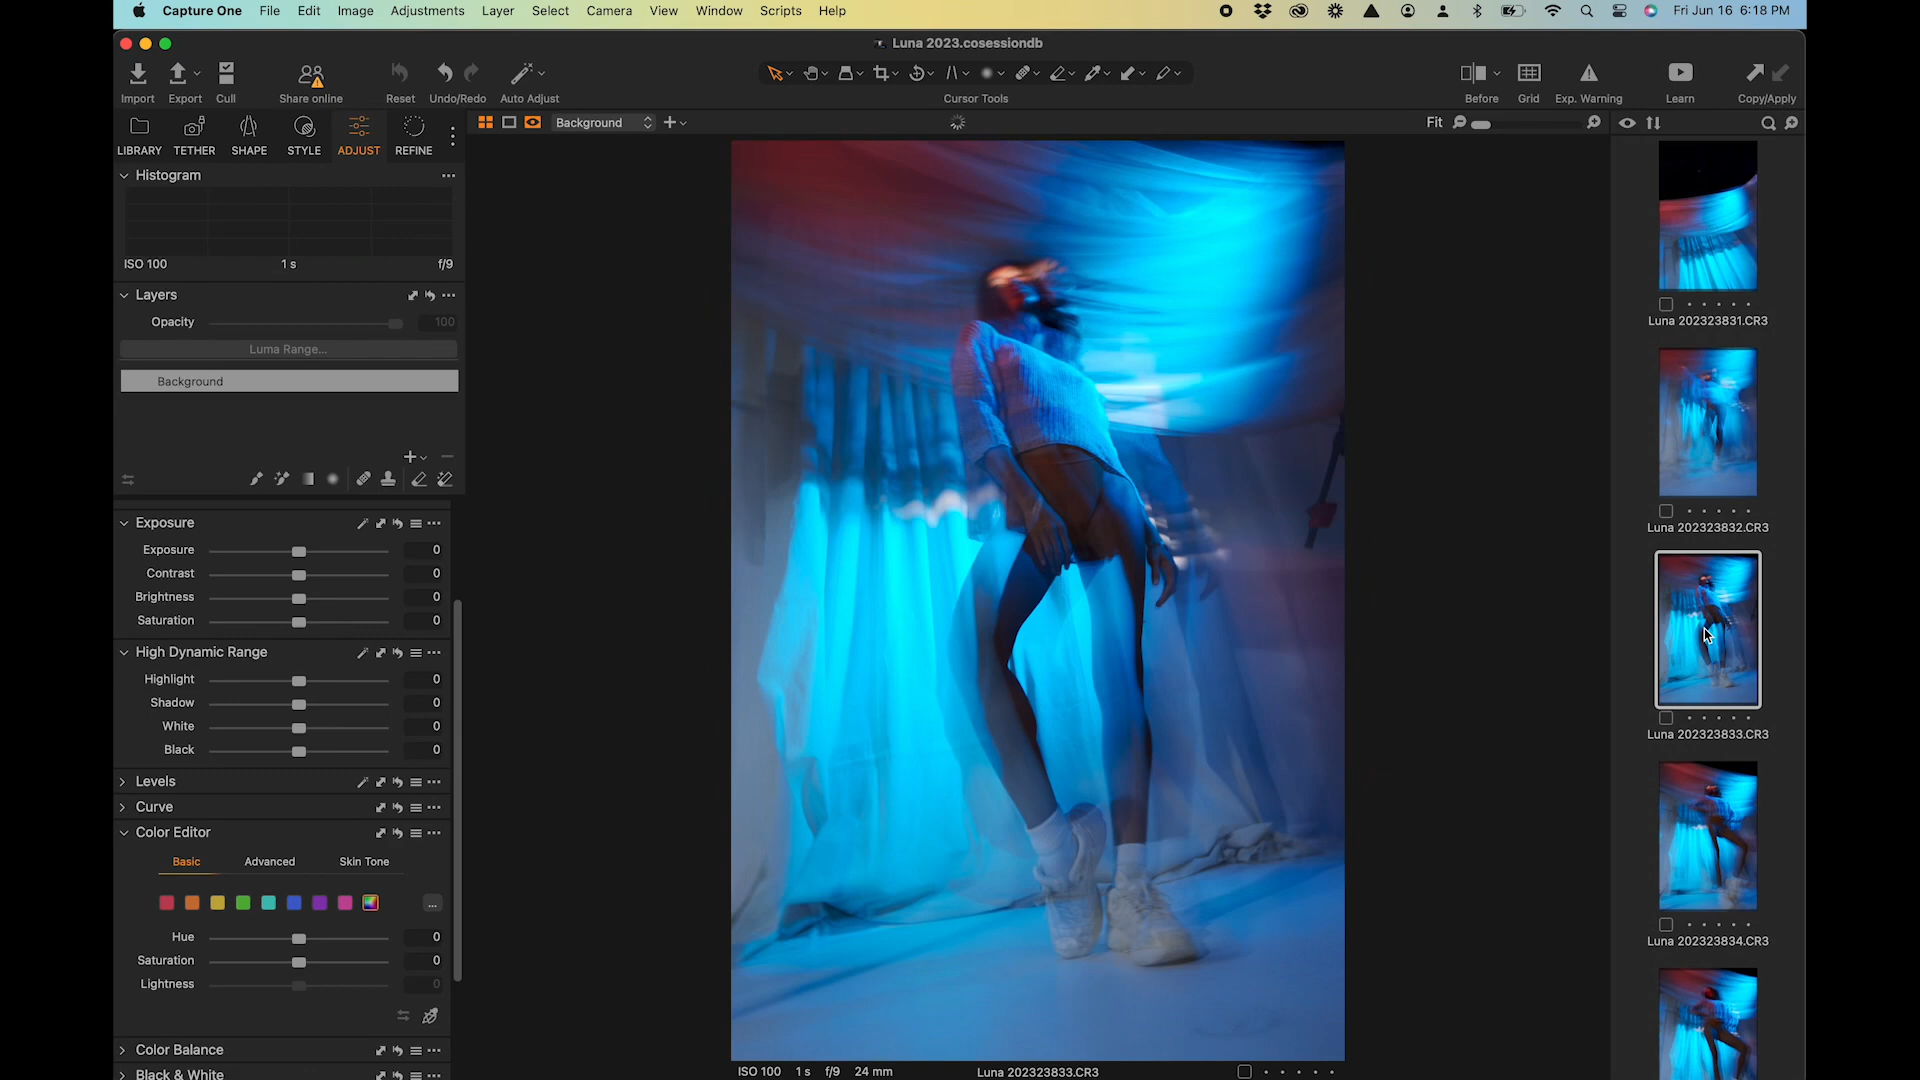 Capture One File Edit Image Adjustments Layer Select Camera View Window Scripts Help Fri Jun 16 6:18 PM
Luna 2023.cosessiondb
Import Export Cull Share online Reset Undo/Redo Auto Adjust Cursor Tools Before Grid Exp. Warning Learn Copy/Apply
LIBRARY TETHER SHAPE STYLE ADJUST REFINE
Background
Fit
Histogram
ISO 100 1 s f/9
Layers
Opacity 100
Luma Range...
Background
Exposure
Exposure 0
Contrast 0
Brightness 0
Saturation 0
High Dynamic Range
Highlight 0
Shadow 0
White 0
Black 0
Levels
Curve
Color Editor
Basic Advanced Skin Tone
...
Hue 0
Saturation 0
Lightness 0
Color Balance
Black & White
ISO 100 1 s f/9 24 mm Luna 202323833.CR3
Luna 202323831.CR3
Luna 202323832.CR3
Luna 202323833.CR3
Luna 202323834.CR3